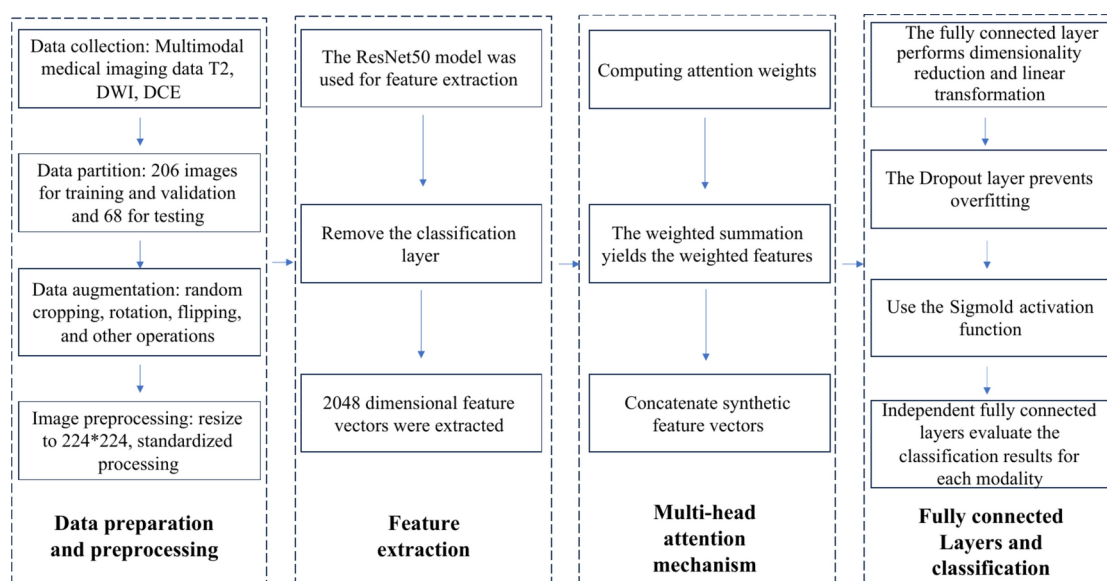 Data collection: Multimodal
medical imaging data T2,
DWI, DCE
Data partition: 206 images
for training and validation
and 68 for testing
Data augmentation: random
cropping, rotation, flipping,
and other operations
Image preprocessing: resize
to 224*224, standardized
processing
Data preparation
and preprocessing
The ResNet50 model was
used for feature extraction
Remove the classification
layer
2048 dimensional feature
vectors were extracted
Feature
extraction
Computing attention weights
The weighted summation
yields the weighted features
Concatenate synthetic
feature vectors
Multi-head
attention
mechanism
The fully connected layer
performs dimensionality
reduction and linear
transformation
The Dropout layer prevents
overfitting
Use the Sigmold activation
function
Independent fully connected
layers evaluate the
classification results for
each modality
Fully connected
Layers and
classification